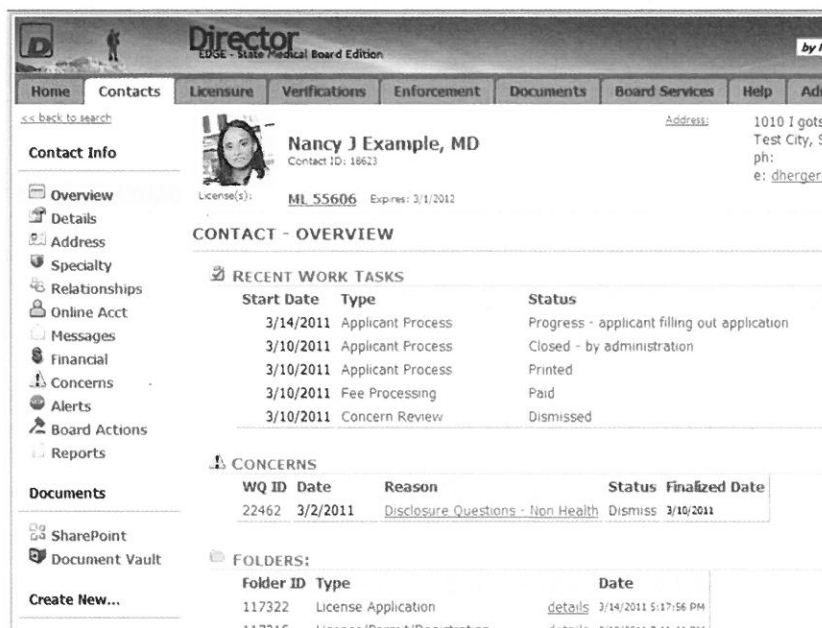 D
Director
EDGE - State Medical Board Edition
by
Home Contacts Licensure Verifications Enforcement Documents Board Services Help
<< back to search
Contact Info
Overview
Details
Address
Specialty
Relationships
Online Acct
Messages
Financial
Concerns
Alerts
Board Actions
Reports
Documents
SharePoint
Document Vault
Create New...
Nancy J Example, MD
Contact ID: 18623
License(s): ML 55606 Expires: 3/1/2012
Address: 1010 I gots
Test City, S
ph:
e: dherger
CONTACT - OVERVIEW
RECENT WORK TASKS
Start Date Type Status
3/14/2011 Applicant Process Progress - applicant filling out application
3/10/2011 Applicant Process Closed - by administration
3/10/2011 Applicant Process Printed
3/10/2011 Fee Processing Paid
3/10/2011 Concern Review Dismissed
CONCERNS
WQ ID Date Reason Status Finalized Date
22462 3/2/2011 Disclosure Questions - Non Health Dismiss 3/10/2011
FOLDERS:
Folder ID Type Date
117322 License Application details 3/14/2011 5:17:56 PM